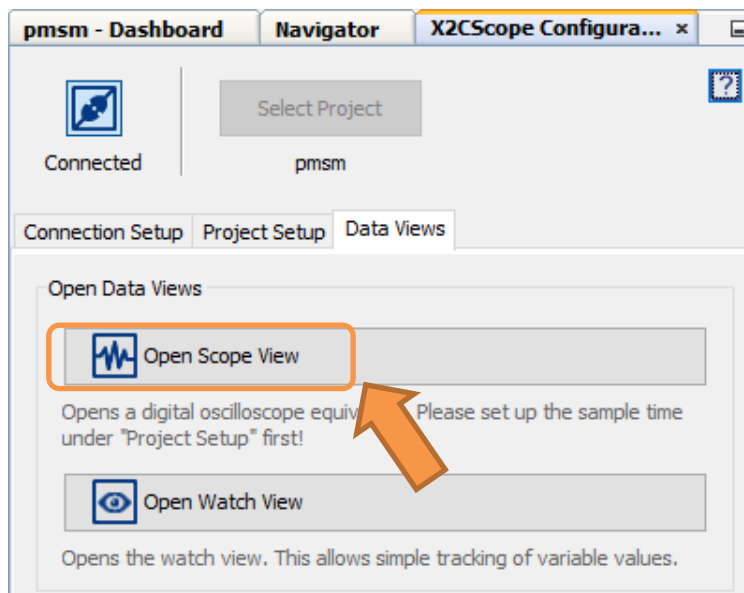 pmsm - Dashboard
Navigator
X2CScope Configura... ×
Select Project
?
Connected
pmsm
Connection Setup
Project Setup
Data Views
Open Data Views
Open Scope View
Opens a digital oscilloscope Please set up the sample time
under "Project Setup" first!
Open Watch View
Opens the watch view. This allows simple tracking of variable values.